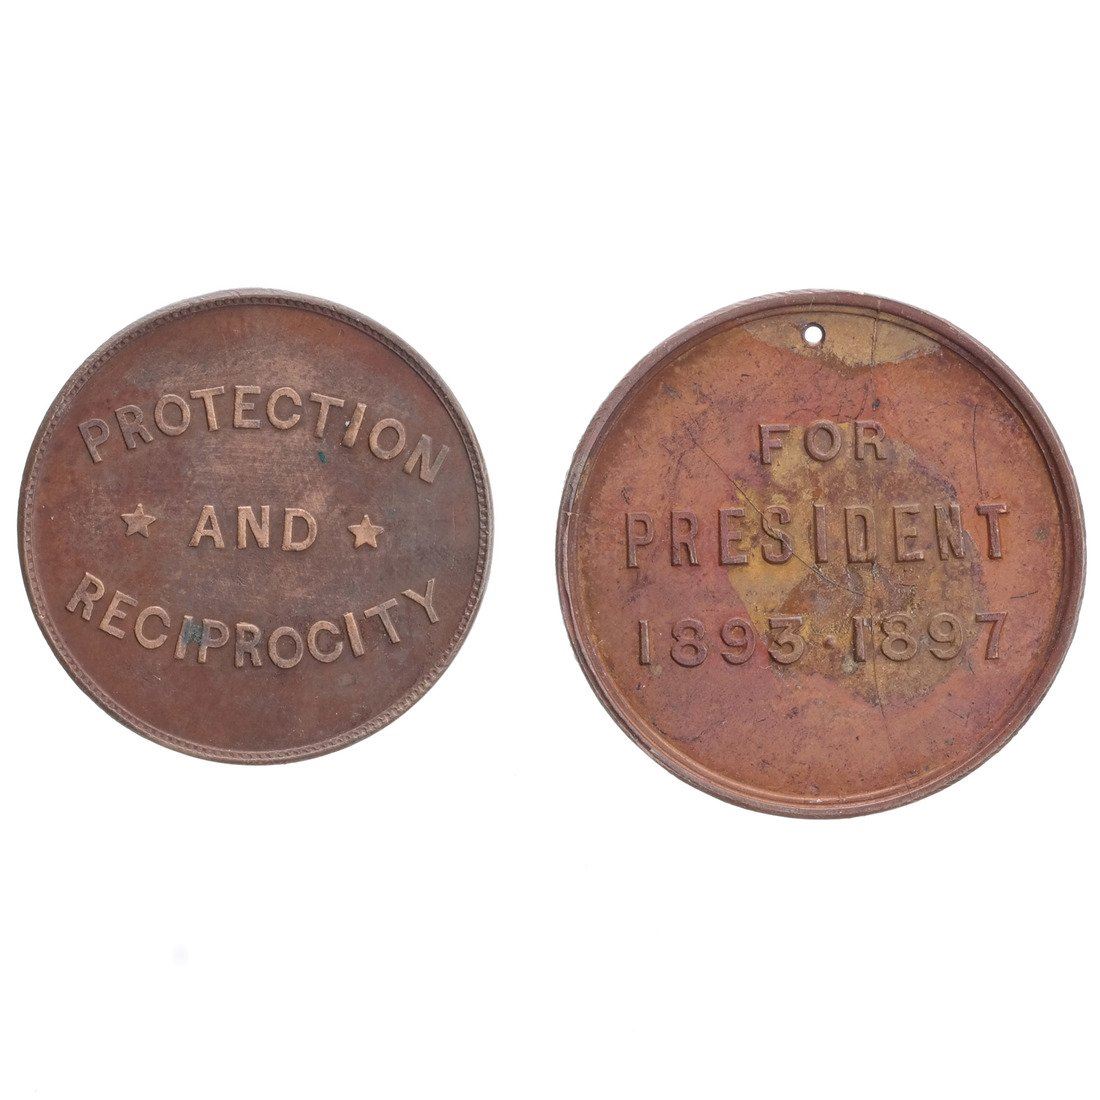 PROTECTION
AND
RECIPROCITY
FOR
PRESIDENT
1893·1897